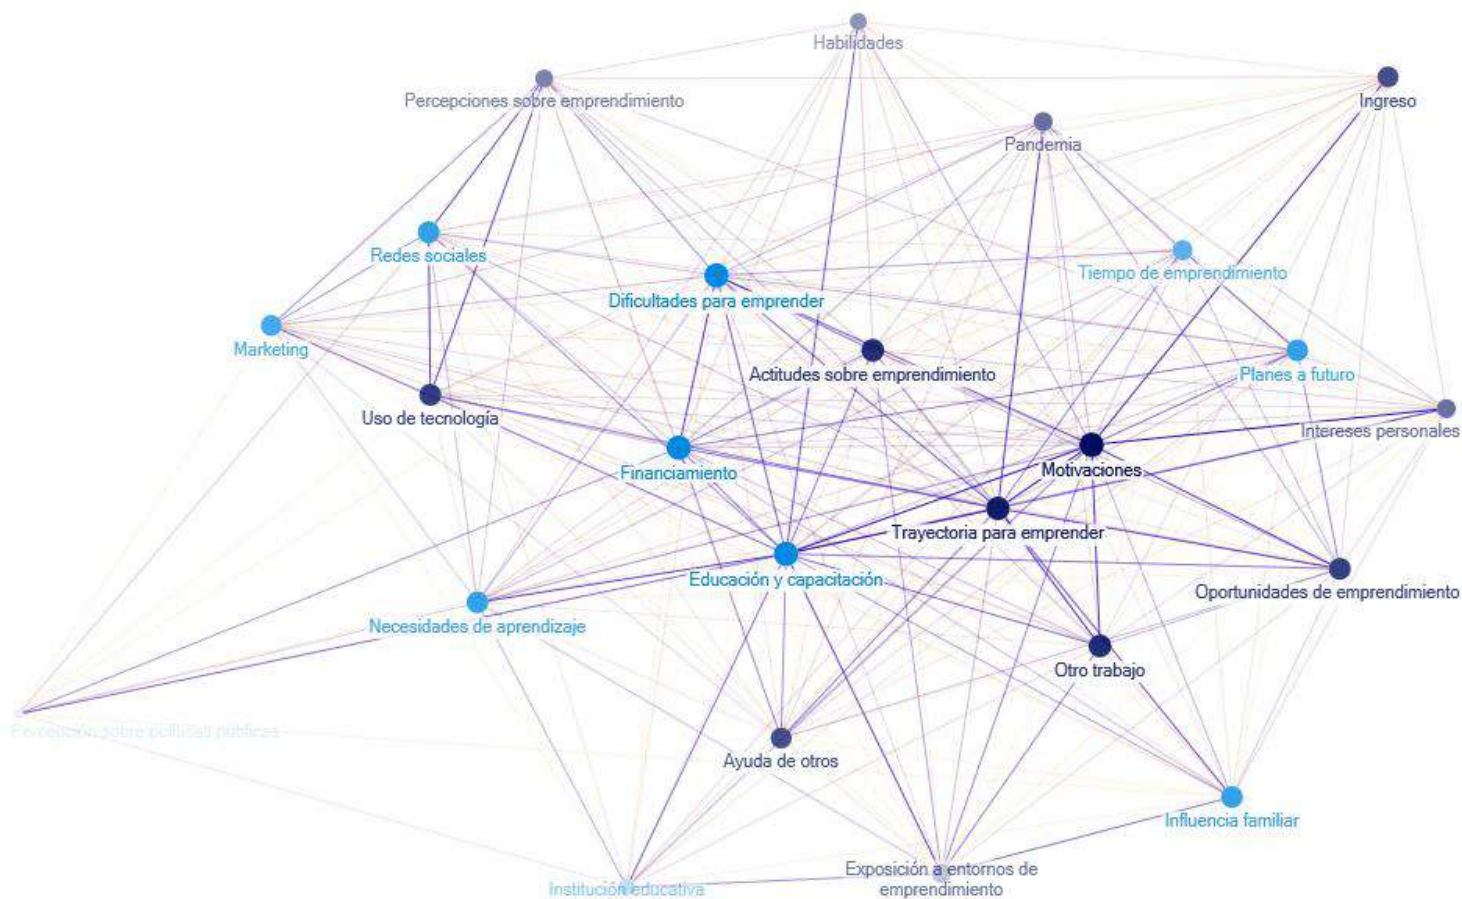 Habilidades
Percepciones sobre emprendimiento
Ingreso
Pandemia
Redes sociales
Tiempo de emprendimiento
Dificultades para emprender
Marketing
Actitudes sobre emprendimiento
Planes a futuro
Uso de tecnología
Intereses personales
Financiamiento
Motivaciones
Trayectoria para emprender
Educación y capacitación
Oportunidades de emprendimiento
Necesidades de aprendizaje
Otro trabajo
Percepción sobre políticas públicas
Ayuda de otros
Influencia familiar
Exposición a entornos de
emprendimiento
Institución educativa